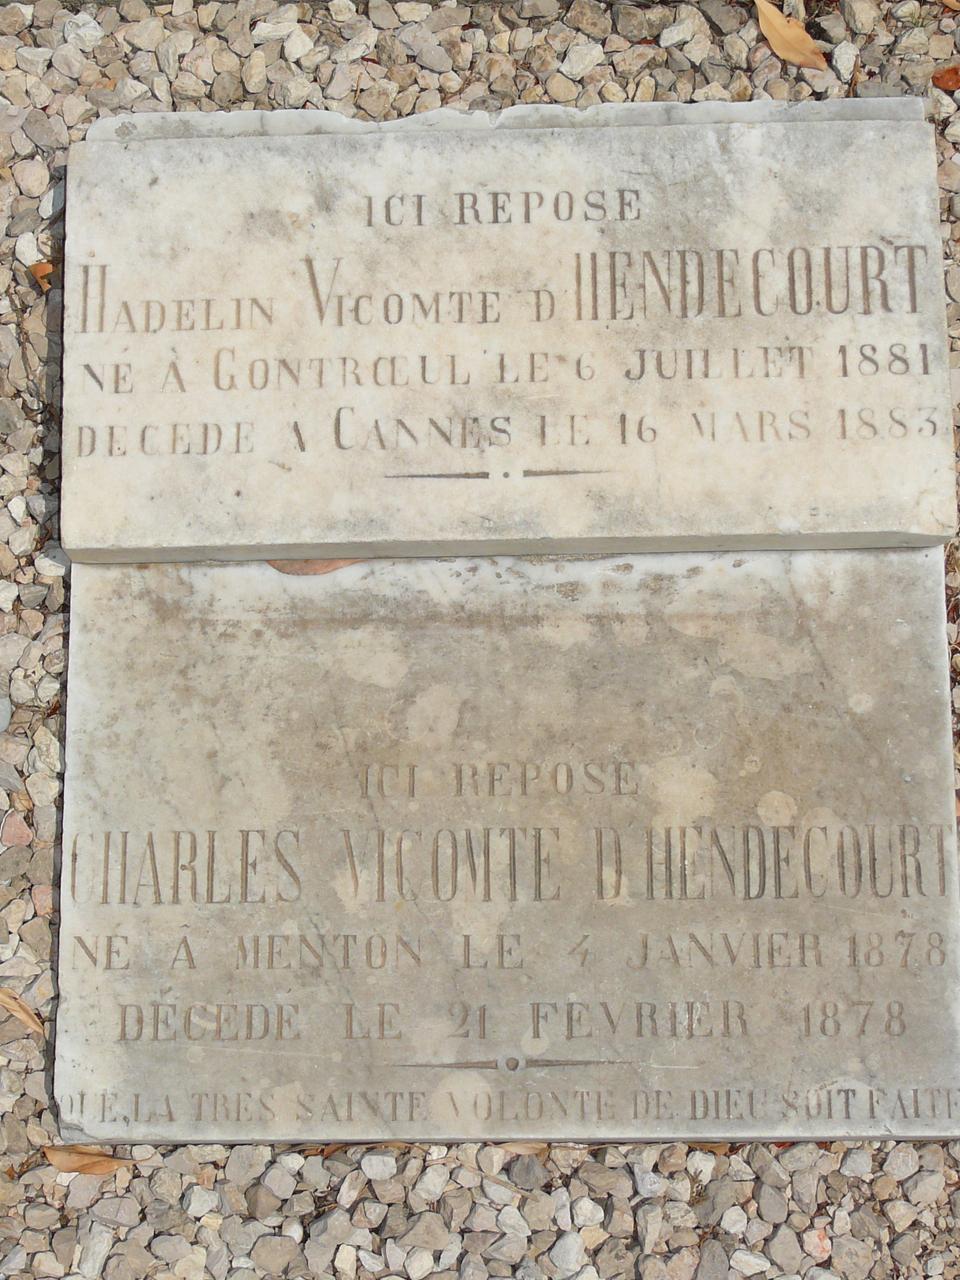 ICI REPOSE
HADELIN VICOMTE D HENDECOURT
NÉ À GONTRŒUL LE 6 JUILLET 1881
DECEDE A CANNES LE 16 MARS 1883.
ICI REPOSE
CHARLES VICOMTE D'HENDECOURT
NE A MENTON LE 4 JANVIER 1878
DECEDE LE 21 FEVRIER 1878
QUE LA TRES SAINTE VOLONTE DE DIEU SOIT FAITE